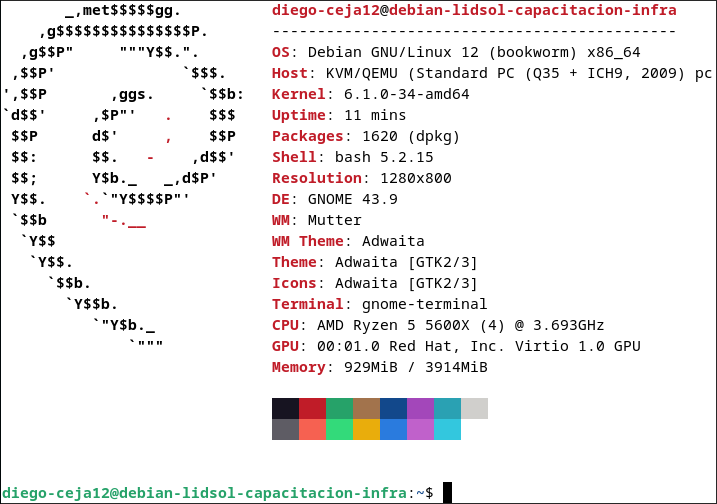 _,met$$$$$gg.          diego-ceja12@debian-lidsol-capacitacion-infra
    ,g$$$$$$$$$$$$$$$P.       ---------------------------------------------
  ,g$$P"     """Y$$.".        OS: Debian GNU/Linux 12 (bookworm) x86_64
 ,$$P'              `$$$.     Host: KVM/QEMU (Standard PC (Q35 + ICH9, 2009) pc
',$$P       ,ggs.     `$$b:   Kernel: 6.1.0-34-amd64
`d$$'     ,$P"'   .    $$$    Uptime: 11 mins
 $$P      d$'     ,    $$P    Packages: 1620 (dpkg)
 $$:      $$.   -    ,d$$'    Shell: bash 5.2.15
 $$;      Y$b._   _,d$P'      Resolution: 1280x800
 Y$$.    `.`"Y$$$$P"'         DE: GNOME 43.9
 `$$b      "-.__              WM: Mutter
  `Y$$                        WM Theme: Adwaita
   `Y$$.                      Theme: Adwaita [GTK2/3]
     `$$b.                    Icons: Adwaita [GTK2/3]
       `Y$$b.                 Terminal: gnome-terminal
          `"Y$b._             CPU: AMD Ryzen 5 5600X (4) @ 3.693GHz
              `"""            GPU: 00:01.0 Red Hat, Inc. Virtio 1.0 GPU
                              Memory: 929MiB / 3914MiB
diego-ceja12@debian-lidsol-capacitacion-infra:~$